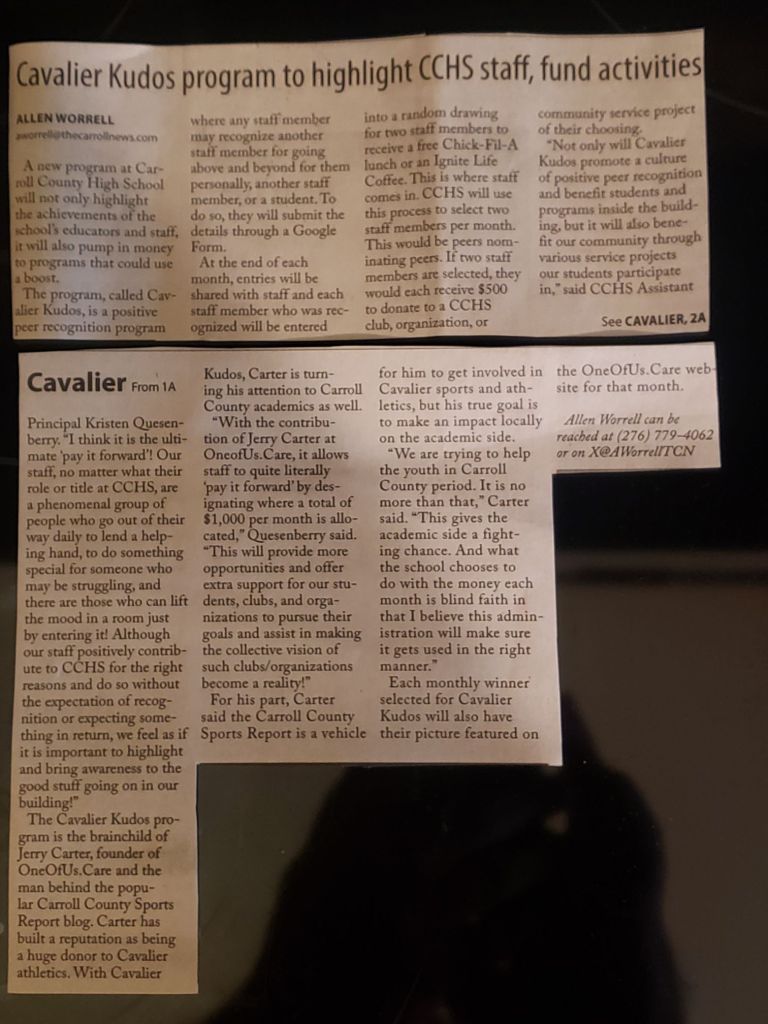 Cavalier Kudos program to highlight CCHS staff, fund activities
ALLEN WORRELL
aworrell@thecarrollnews.com
A new program at Car-
roll County High School
will not only highlight
the achievements of the
school's educators and staff,
it will also pump in money
to programs that could use
a boost.
The program, called Cav-
alier Kudos, is a positive
peer recognition program
where any staff member
may recognize another
staff member for going
above and beyond for them
personally, another staff
member, or a student. To
do so, they will submit the
details through a Google
Form.
At the end of each
month, entries will be
shared with staff and each
staff member who was rec-
ognized will be entered
into a random drawing
for two staff members to
receive a free Chick-Fil-A
lunch or an Ignite Life
Coffee. This is where staff
comes in. CCHS will use
this process to select two
staff members per month.
This would be peers nom-
inating peers. If two staff
members are selected, they
would each receive $500
to donate to a CCHS
club, organization, or
community service project
of their choosing.
"Not only will Cavalier
Kudos promote a culture
of positive peer recognition
and benefit students and
programs inside the build-
ing, but it will also bene-
fit our community through
various service projects
our students participate
in," said CCHS Assistant
See CAVALIER, 2A
Cavalier From 1A
Principal Kristen Quesen-
berry. "I think it is the ulti-
mate 'pay it forward'! Our
staff, no matter what their
role or title at CCHS, are
a phenomenal group of
people who go out of their
way daily to lend a help-
ing hand, to do something
special for someone who
may be struggling, and
there are those who can lift
the mood in a room just
by entering it! Although
our staff positively contrib-
ute to CCHS for the right
reasons and do so without
the expectation of recog-
nition or expecting some-
thing in return, we feel as if
it is important to highlight
and bring awareness to the
good stuff going on in our
building!"
The Cavalier Kudos pro-
gram is the brainchild of
Jerry Carter, founder of
OneOfUs.Care and the
man behind the popu-
lar Carroll County Sports
Report blog. Carter has
built a reputation as being
a huge donor to Cavalier
athletics. With Cavalier
Kudos, Carter is turn-
ing his attention to Carroll
County academics as well.
"With the contribu-
tion of Jerry Carter at
OneofUs.Care, it allows
staff to quite literally
'pay it forward' by des-
ignating where a total of
$1,000 per month is allo-
cated," Quesenberry said.
"This will provide more
opportunities and offer
extra support for our stu-
dents, clubs, and orga-
nizations to pursue their
goals and assist in making
the collective vision of
such clubs/organizations
become a reality!"
For his part, Carter
said the Carroll County
Sports Report is a vehicle
for him to get involved in
Cavalier sports and ath-
letics, but his true goal is
to make an impact locally
on the academic side.
"We are trying to help
the youth in Carroll
County period. It is no
more than that," Carter
said. "This gives the
academic side a fight-
ing chance. And what
the school chooses to
do with the money each
month is blind faith in
that I believe this admin-
istration will make sure
it gets used in the right
manner."
Each monthly winner
selected for Cavalier
Kudos will also have
their picture featured on
the OneOfUs.Care web-
site for that month.
Allen Worrell can be
reached at (276) 779-4062
or on X@AWorrellTCN